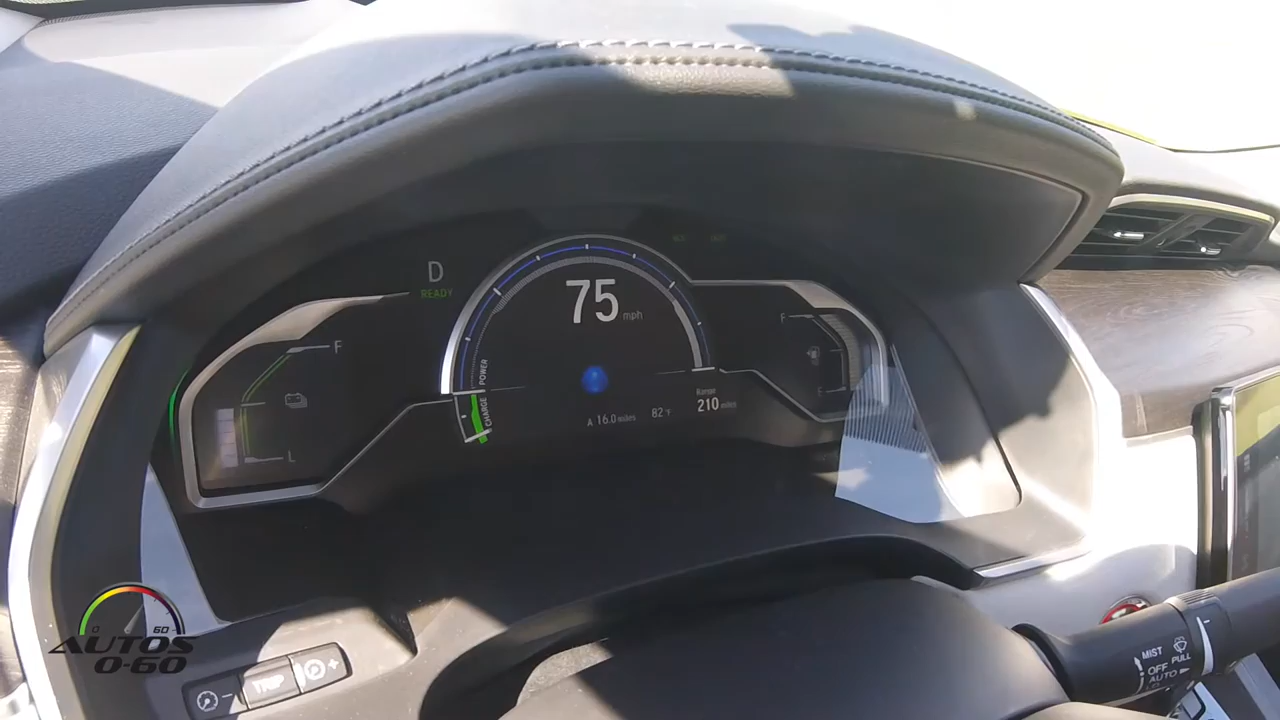 D
READY
75 mph
F
F
POWER
CHARGE
Range
210 miles
A 16.0 miles 82°F
L
0 60
AUTOS
0-60
- TRIP +
MIST
PULL
OFF
AUTO